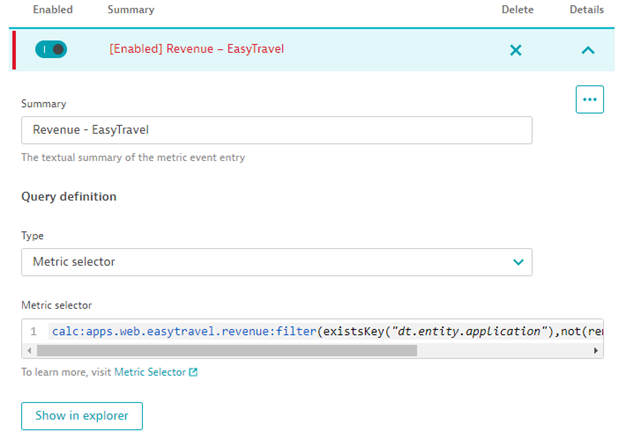 Enabled Summary Delete Details
[Enabled] Revenue – EasyTravel
Summary
Revenue - EasyTravel
The textual summary of the metric event entry
Query definition
Type
Metric selector
Metric selector
1 calc:apps.web.easytravel.revenue:filter(existsKey("dt.entity.application"),not(rem
To learn more, visit Metric Selector
Show in explorer